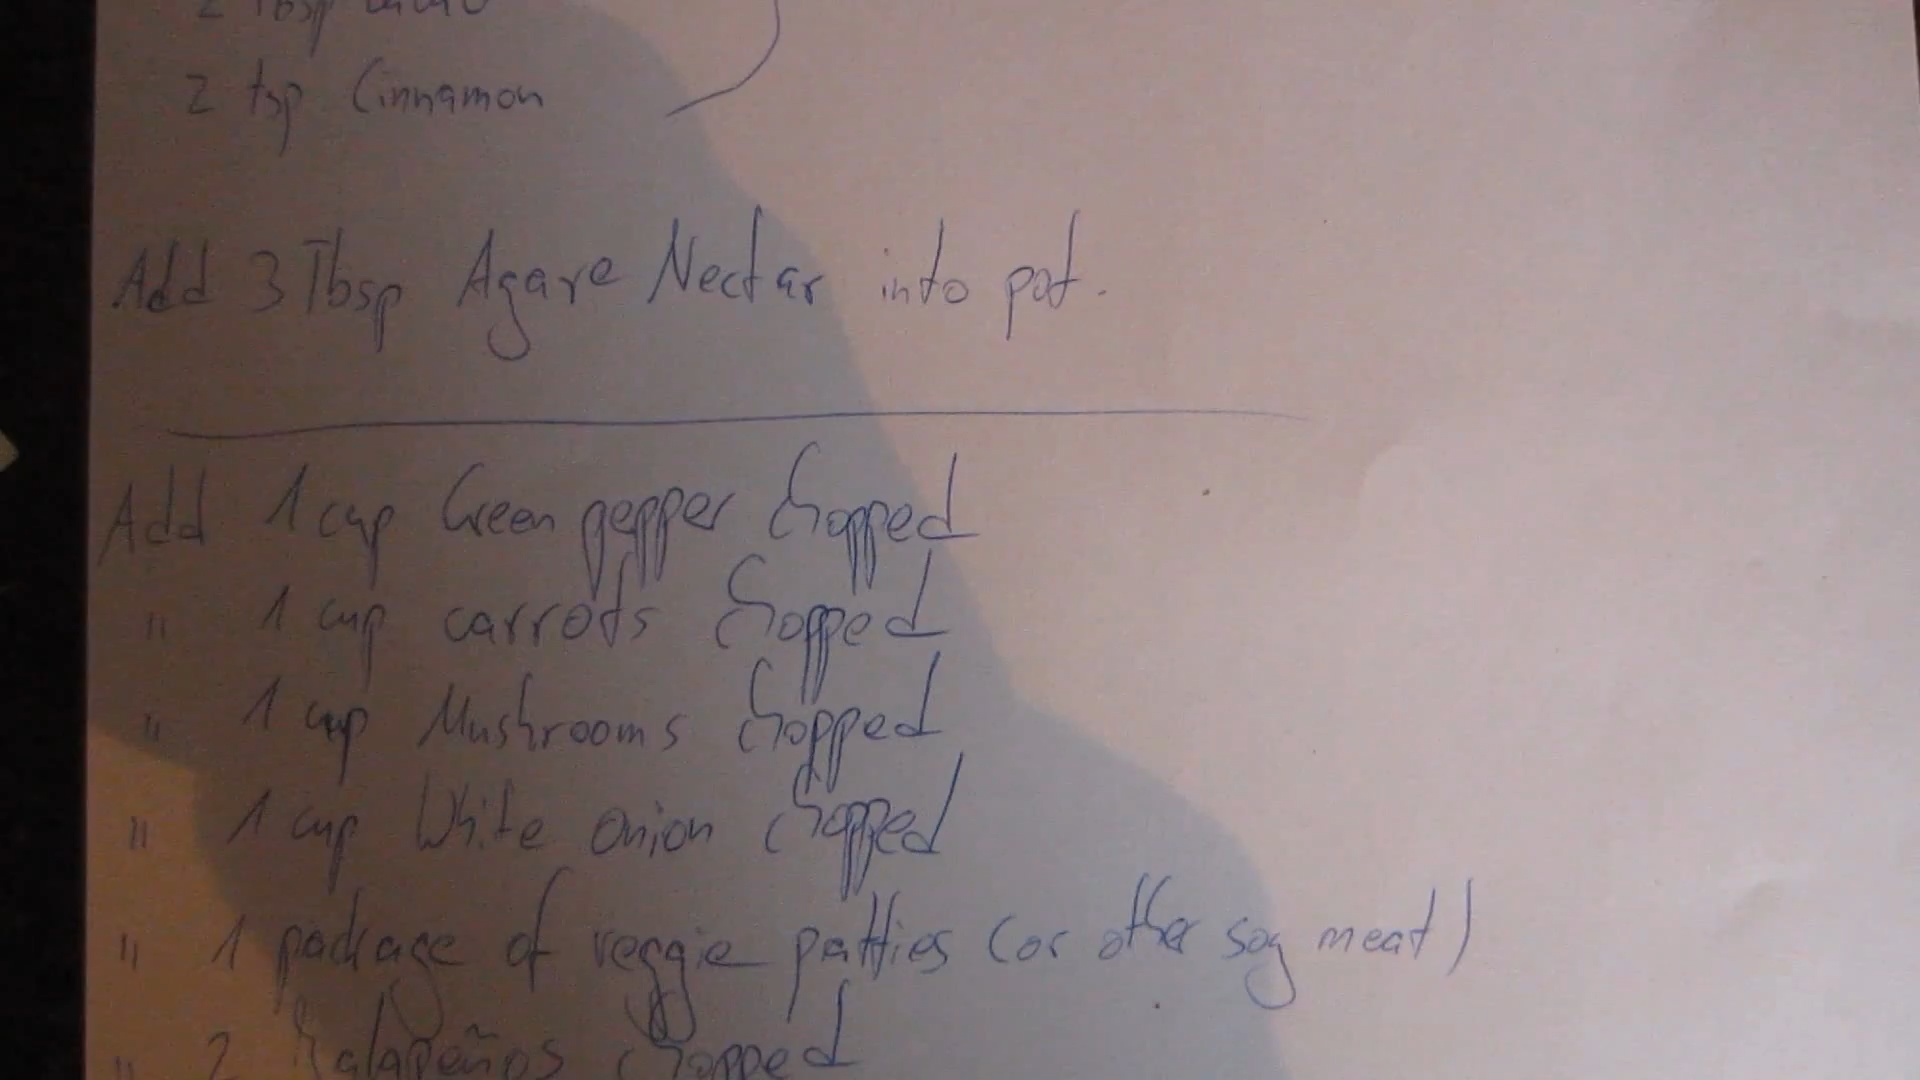 2 Tbsp
2 tsp Cinnamon
Add 3 Tbsp Agave Nectar into pot.
Add 1 cup Green pepper chopped
" 1 cup carrots chopped
" 1 cup Mushrooms chopped
" 1 cup White onion chopped
" 1 package of veggie patties (or other soy meat)
" 2 Jalapeños chopped